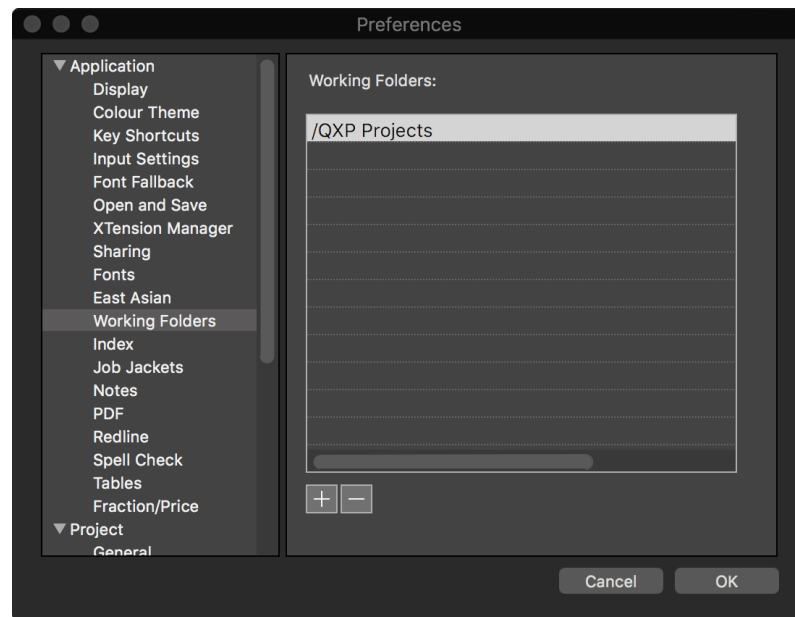 Preferences
Application
Display
Colour Theme
Key Shortcuts
Input Settings
Font Fallback
Open and Save
XTension Manager
Sharing
Fonts
East Asian
Working Folders
Index
Job Jackets
Notes
PDF
Redline
Spell Check
Tables
Fraction/Price
Project
General
Working Folders:
/QXP Projects
Cancel
OK